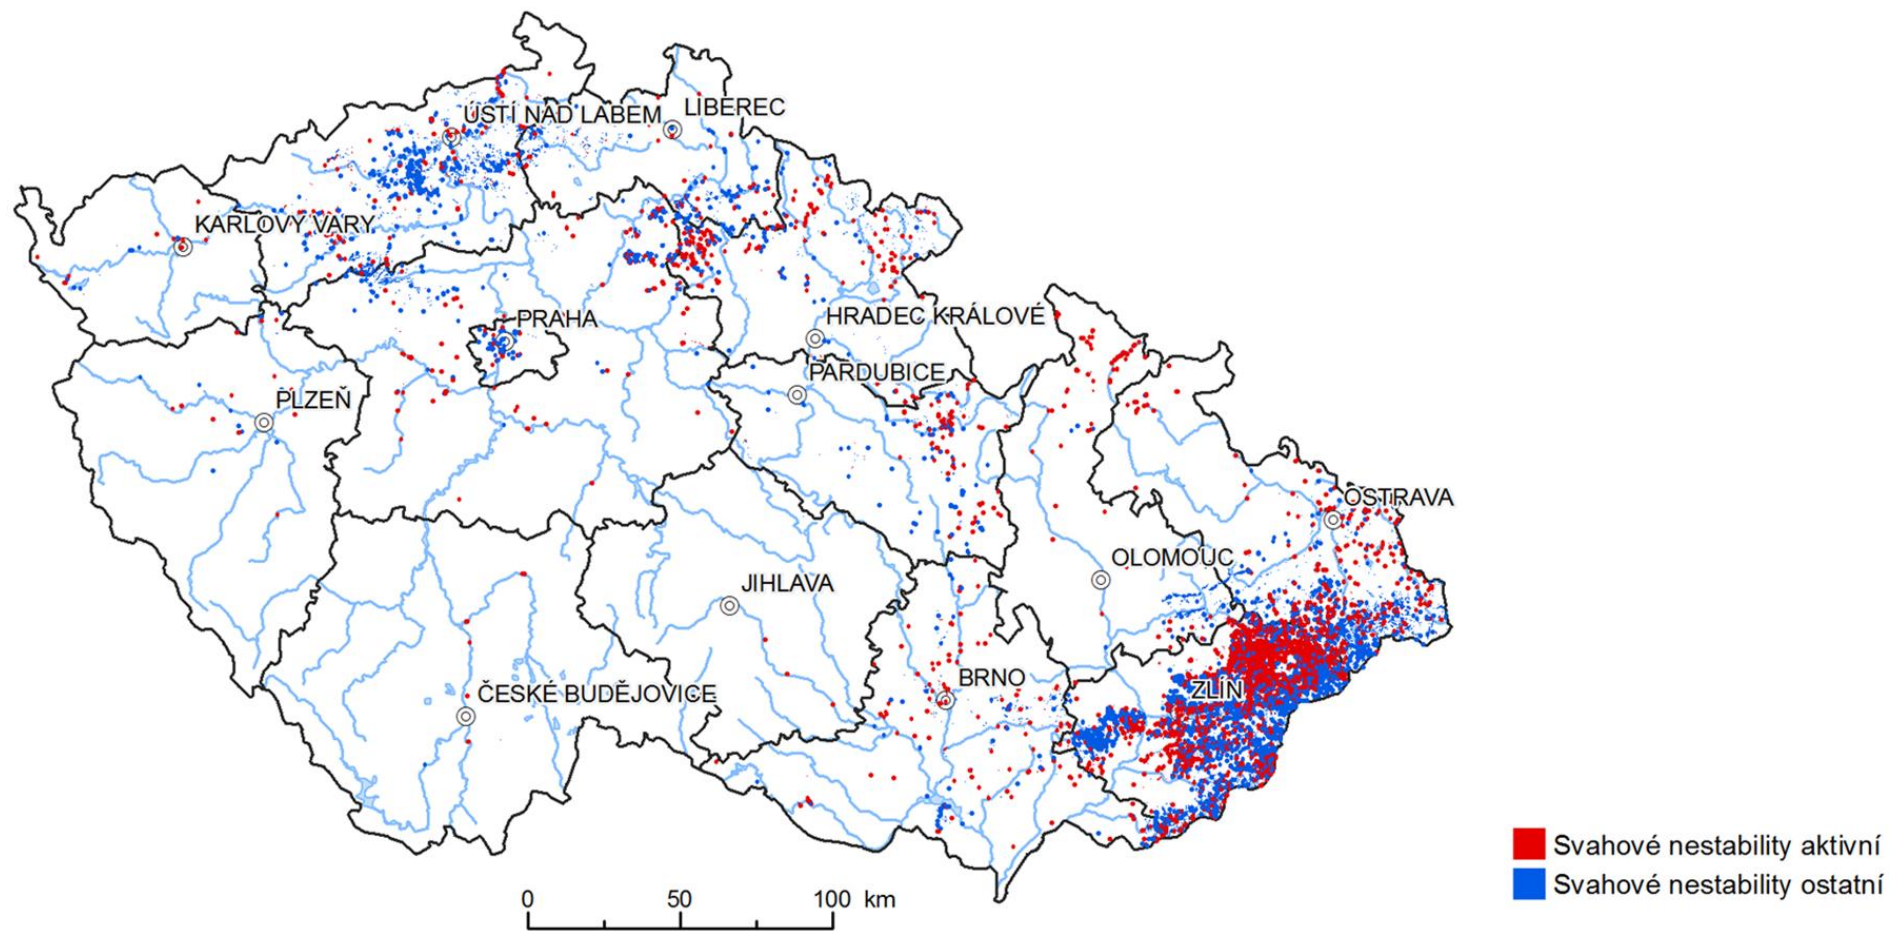 ÚSTÍ NAD LABEM
LIBEREC
KARLOVY VARY
PRAHA
HRADEC KRÁLOVÉ
PARDUBICE
PLZEŇ
OSTRAVA
OLOMOUC
JIHLAVA
BRNO
ZLÍN
ČESKÉ BUDĚJOVICE
Svahové nestability aktivní
Svahové nestability ostatní
0 50 100 km